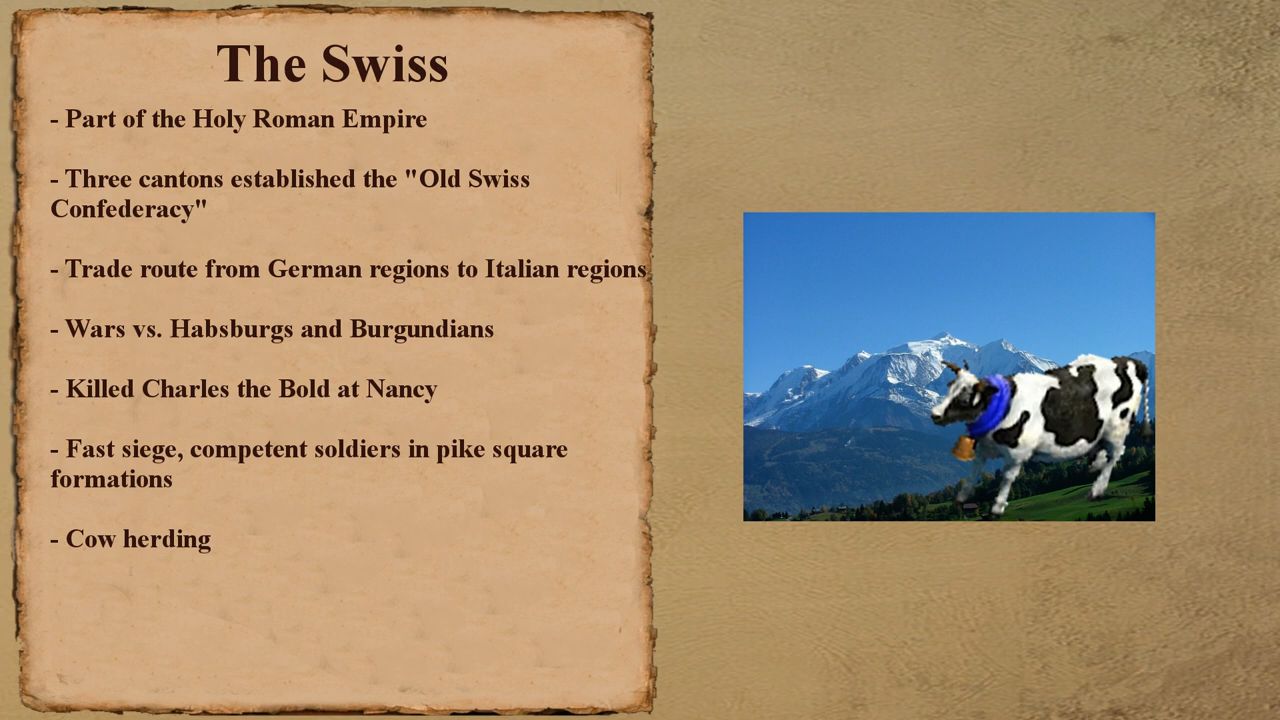 The Swiss
- Part of the Holy Roman Empire
- Three cantons established the "Old Swiss
Confederacy"
- Trade route from German regions to Italian regions
- Wars vs. Habsburgs and Burgundians
- Killed Charles the Bold at Nancy
- Fast siege, competent soldiers in pike square
formations
- Cow herding